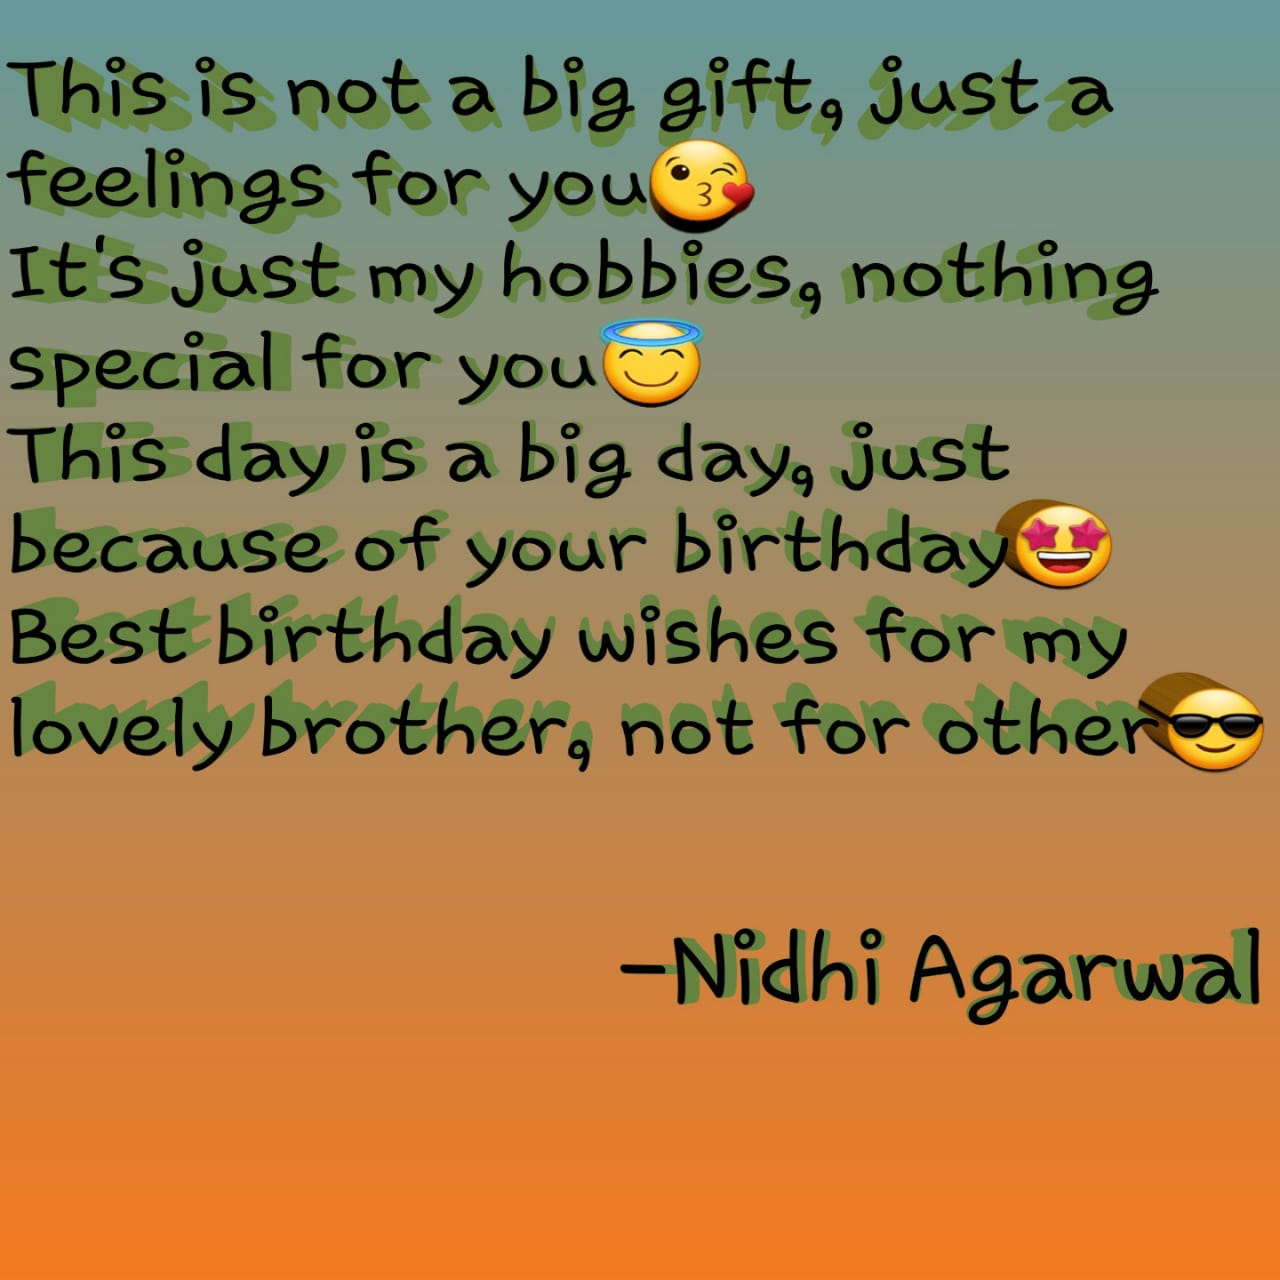 This is not a big gift, just a
feelings for you😘
It's just my hobbies, nothing
special for you😇
This day is a big day, just
because of your birthday🤩
Best birthday wishes for my
lovely brother, not for other😎
-Nidhi Agarwal